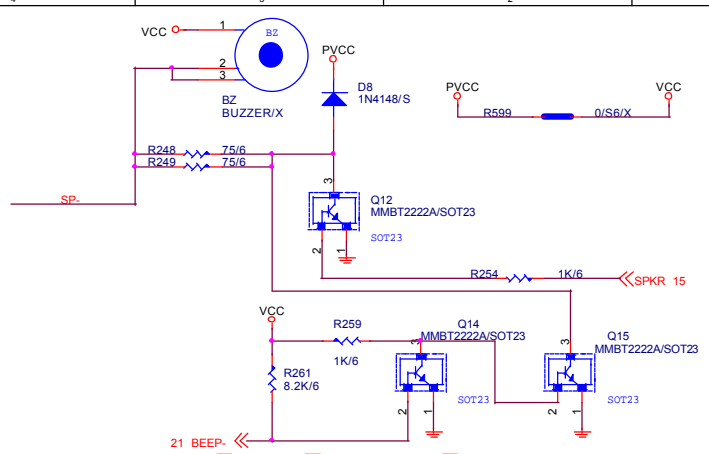 VCC
1
BZ
2
3
BZ
BUZZER/X
PVCC
D8
1N4148/S
PVCC
VCC
R599
0/S6/X
R248
75/6
R249
75/6
SP-
3
Q12
MMBT2222A/SOT23
SOT23
2
1
R254
1K/6
SPKR 15
VCC
R259
1K/6
Q14
MMBT2222A/SOT23
3
SOT23
2
1
Q15
MMBT2222A/SOT23
3
SOT23
2
1
R261
8.2K/6
21 BEEP-